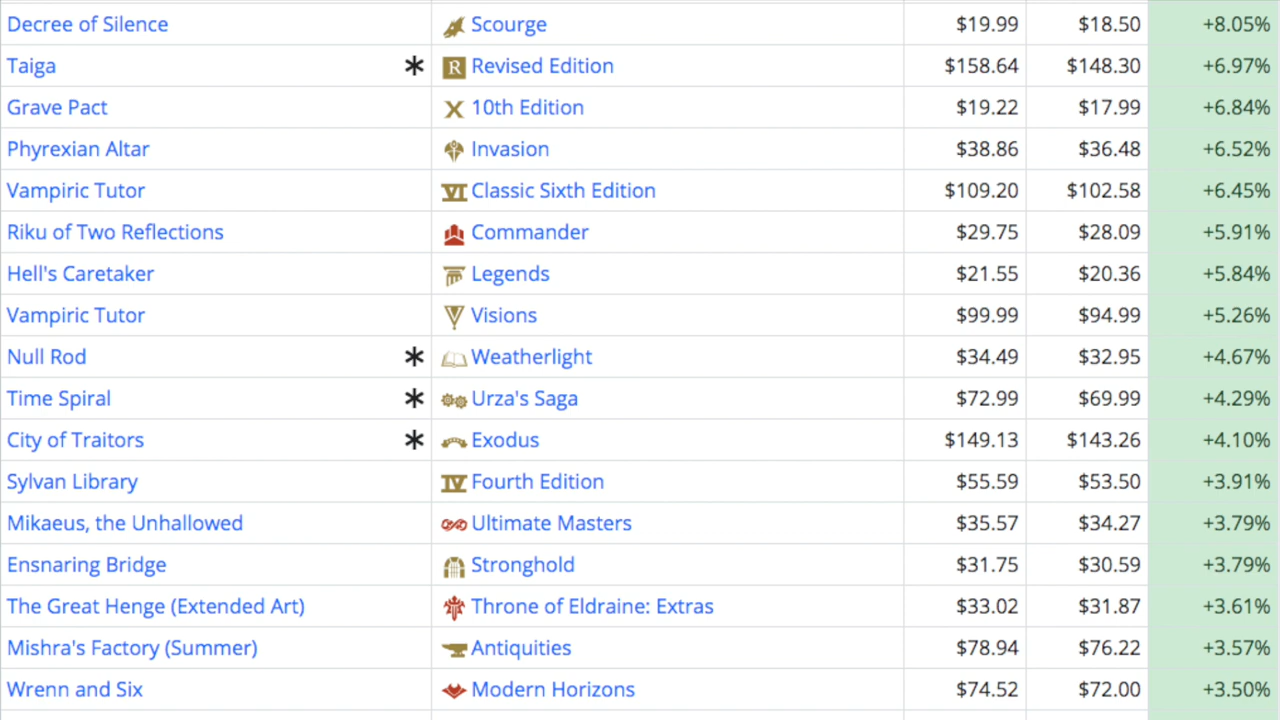 Decree of Silence Scourge $19.99 $18.50 +8.05%
Taiga * R Revised Edition $158.64 $148.30 +6.97%
Grave Pact X 10th Edition $19.22 $17.99 +6.84%
Phyrexian Altar Invasion $38.86 $36.48 +6.52%
Vampiric Tutor VI Classic Sixth Edition $109.20 $102.58 +6.45%
Riku of Two Reflections Commander $29.75 $28.09 +5.91%
Hell's Caretaker Legends $21.55 $20.36 +5.84%
Vampiric Tutor Visions $99.99 $94.99 +5.26%
Null Rod * Weatherlight $34.49 $32.95 +4.67%
Time Spiral * Urza's Saga $72.99 $69.99 +4.29%
City of Traitors * Exodus $149.13 $143.26 +4.10%
Sylvan Library IV Fourth Edition $55.59 $53.50 +3.91%
Mikaeus, the Unhallowed Ultimate Masters $35.57 $34.27 +3.79%
Ensnaring Bridge Stronghold $31.75 $30.59 +3.79%
The Great Henge (Extended Art) Throne of Eldraine: Extras $33.02 $31.87 +3.61%
Mishra's Factory (Summer) Antiquities $78.94 $76.22 +3.57%
Wrenn and Six Modern Horizons $74.52 $72.00 +3.50%